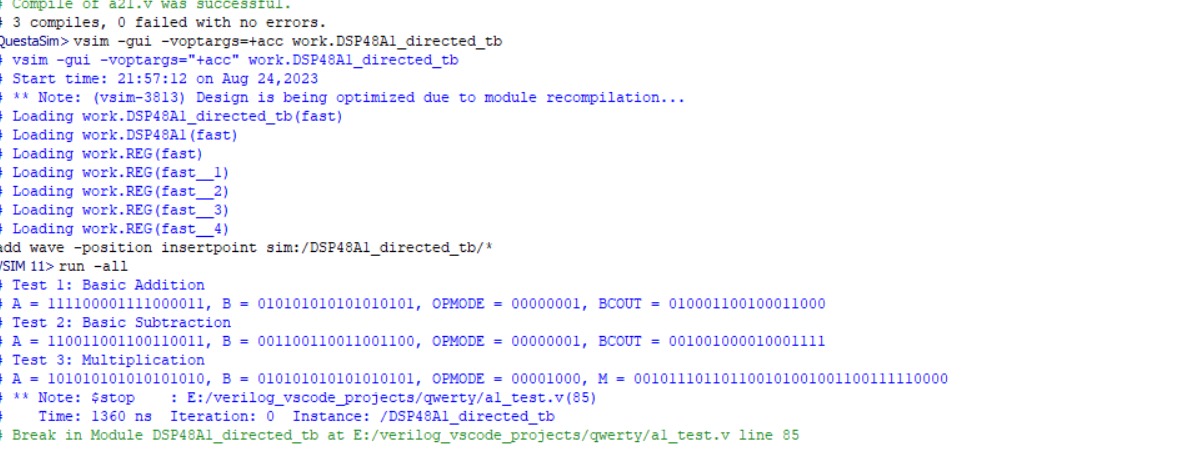 # Compile of a21.v was successful.
# 3 compiles, 0 failed with no errors.
QuestaSim> vsim -gui -voptargs=+acc work.DSP48A1_directed_tb
# vsim -gui -voptargs="+acc" work.DSP48A1_directed_tb
# Start time: 21:57:12 on Aug 24,2023
# ** Note: (vsim-3813) Design is being optimized due to module recompilation...
# Loading work.DSP48A1_directed_tb(fast)
# Loading work.DSP48A1(fast)
# Loading work.REG(fast)
# Loading work.REG(fast__1)
# Loading work.REG(fast__2)
# Loading work.REG(fast__3)
# Loading work.REG(fast__4)
add wave -position insertpoint sim:/DSP48A1_directed_tb/*
VSIM 11> run -all
# Test 1: Basic Addition
# A = 111100001111000011, B = 010101010101010101, OPMODE = 00000001, BCOUT = 010001100100011000
# Test 2: Basic Subtraction
# A = 110011001100110011, B = 001100110011001100, OPMODE = 00000001, BCOUT = 001001000010001111
# Test 3: Multiplication
# A = 101010101010101010, B = 010101010101010101, OPMODE = 00001000, M = 001011101101100101001001100111110000
# ** Note: $stop    : E:/verilog_vscode_projects/qwerty/a1_test.v(85)
#    Time: 1360 ns  Iteration: 0  Instance: /DSP48A1_directed_tb
# Break in Module DSP48A1_directed_tb at E:/verilog_vscode_projects/qwerty/a1_test.v line 85